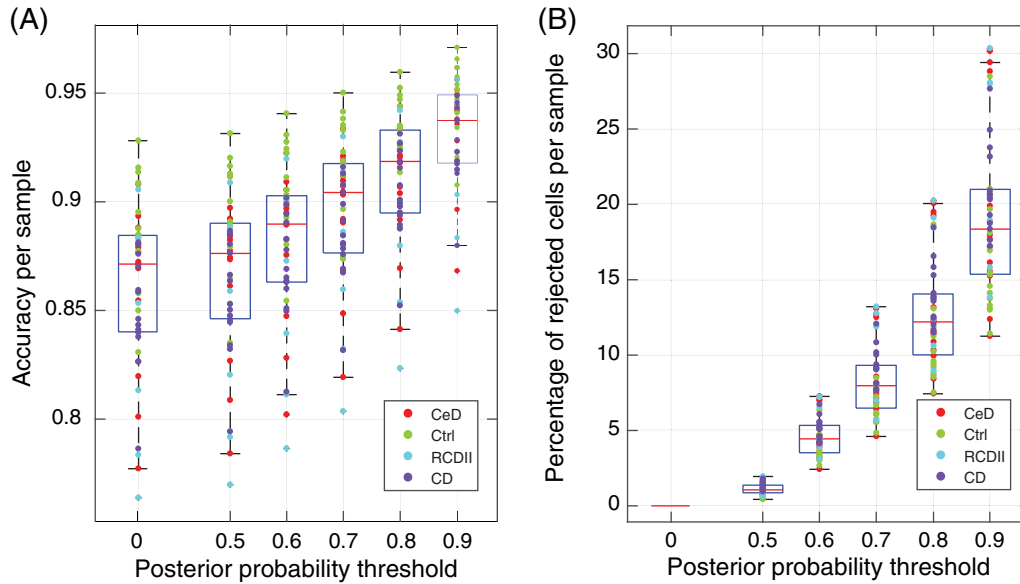 (A)
Accuracy per sample
0.95
0.9
0.85
0.8
0
0.5
0.6
0.7
0.8
0.9
Posterior probability threshold
CeD
Ctrl
RCDII
CD
(B)
Percentage of rejected cells per sample
30
25
20
15
10
5
0
0
0.5
0.6
0.7
0.8
0.9
Posterior probability threshold
CeD
Ctrl
RCDII
CD